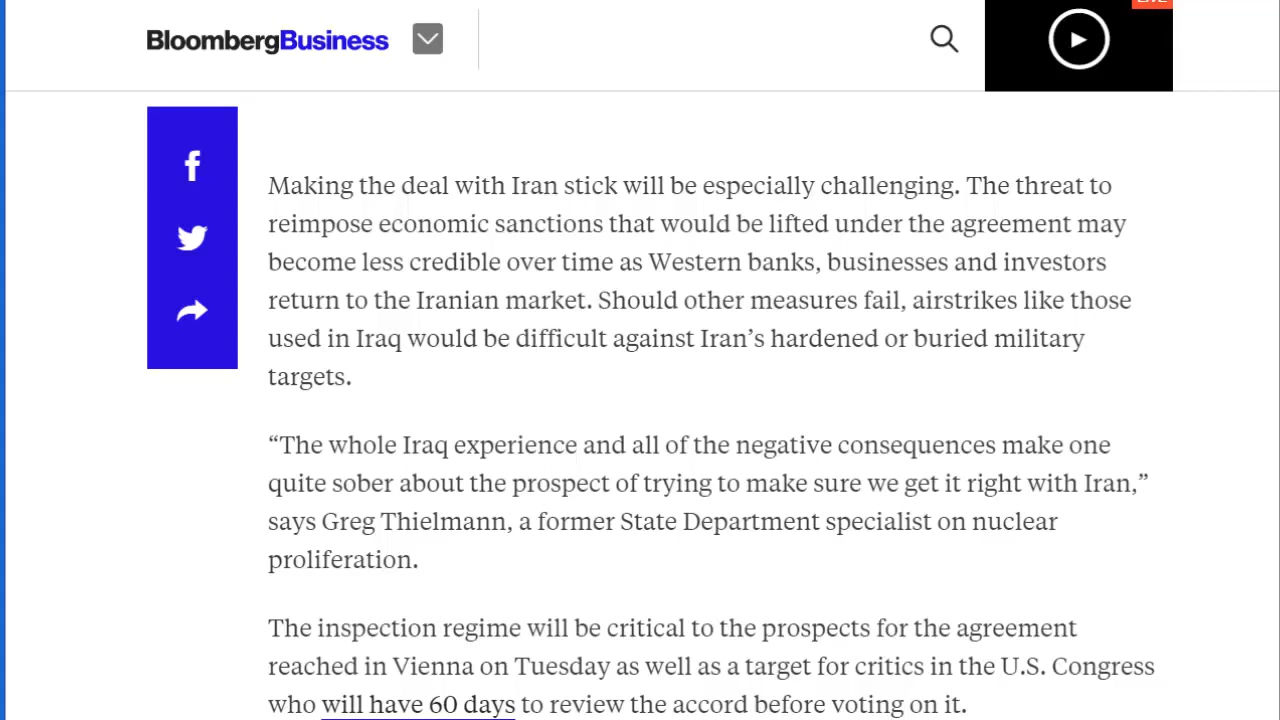 LIVE
BloombergBusiness
Making the deal with Iran stick will be especially challenging. The threat to
reimpose economic sanctions that would be lifted under the agreement may
become less credible over time as Western banks, businesses and investors
return to the Iranian market. Should other measures fail, airstrikes like those
used in Iraq would be difficult against Iran’s hardened or buried military
targets.
“The whole Iraq experience and all of the negative consequences make one
quite sober about the prospect of trying to make sure we get it right with Iran,”
says Greg Thielmann, a former State Department specialist on nuclear
proliferation.
The inspection regime will be critical to the prospects for the agreement
reached in Vienna on Tuesday as well as a target for critics in the U.S. Congress
who will have 60 days to review the accord before voting on it.